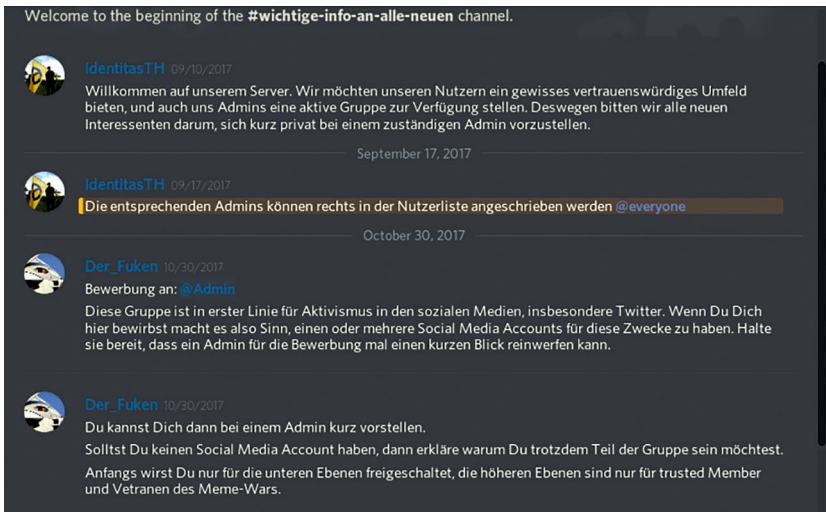 Welcome to the beginning of the #wichtige-info-an-alle-neuen channel.
IdentitasTH 09/10/2017
Willkommen auf unserem Server. Wir möchten unseren Nutzern ein gewisses vertrauenswürdiges Umfeld
bieten, und auch uns Admins eine aktive Gruppe zur Verfügung stellen. Deswegen bitten wir alle neuen
Interessenten darum, sich kurz privat bei einem zuständigen Admin vorzustellen.
September 17, 2017
IdentitasTH 09/17/2017
Die entsprechenden Admins können rechts in der Nutzerliste angeschrieben werden @everyone
October 30, 2017
Der_Fuken 10/30/2017
Bewerbung an: @Admin
Diese Gruppe ist in erster Linie für Aktivismus in den sozialen Medien, insbesondere Twitter. Wenn Du Dich
hier bewirbst macht es also Sinn, einen oder mehrere Social Media Accounts für diese Zwecke zu haben. Halte
sie bereit, dass ein Admin für die Bewerbung mal einen kurzen Blick reinwerfen kann.
Der_Fuken 10/30/2017
Du kannst Dich dann bei einem Admin kurz vorstellen.
Solltst Du keinen Social Media Account haben, dann erkläre warum Du trotzdem Teil der Gruppe sein möchtest.
Anfangs wirst Du nur für die unteren Ebenen freigeschaltet, die höheren Ebenen sind nur für trusted Member
und Vetranen des Meme-Wars.